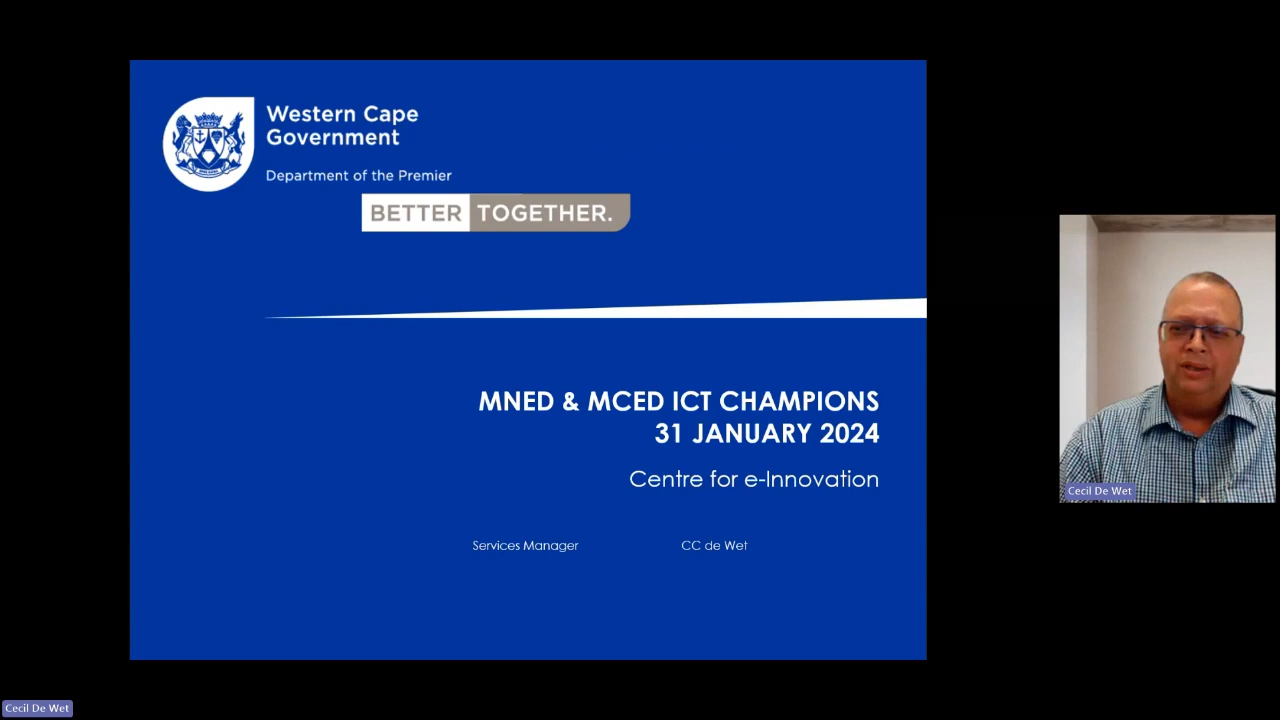 Western Cape
Government
Department of the Premier
BETTER TOGETHER.
MNED & MCED ICT CHAMPIONS
31 JANUARY 2024
Centre for e-Innovation
Services Manager CC de Wet
Cecil De Wet
Cecil De Wet